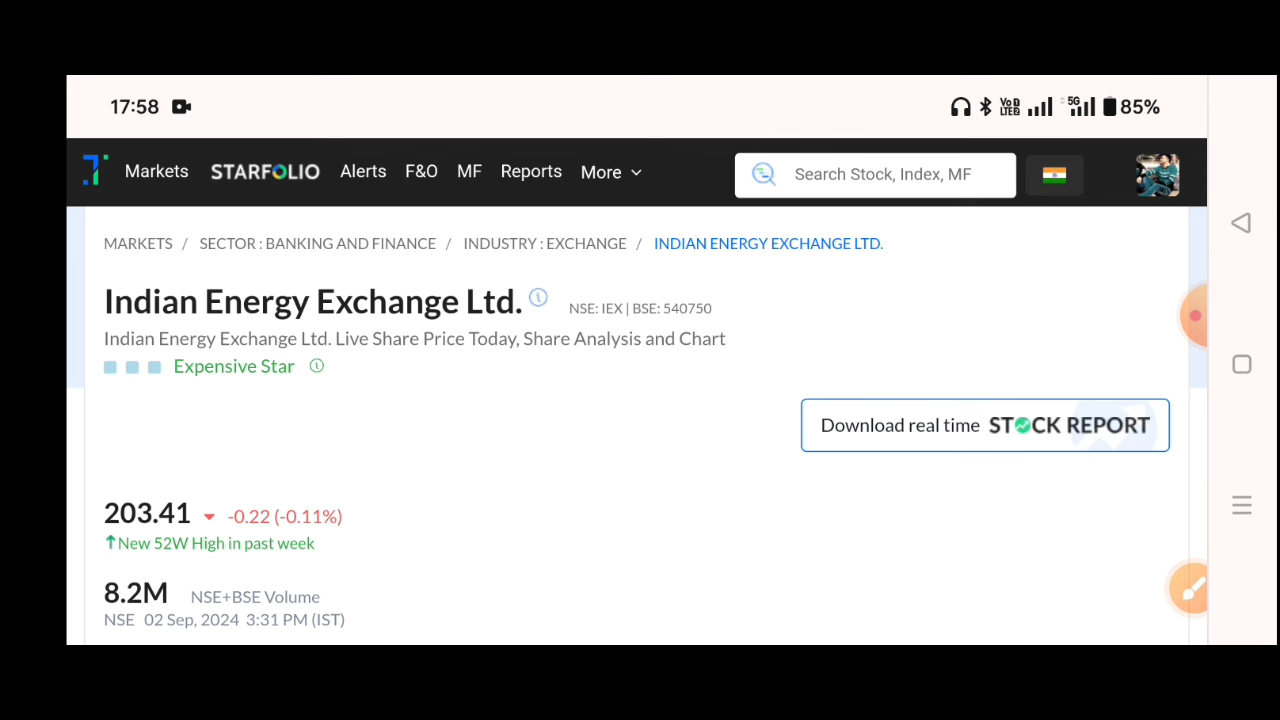 17:58 Vo LTE 2 5G 85%
Markets STARFOLIO Alerts F&O MF Reports More Search Stock, Index, MF
MARKETS / SECTOR : BANKING AND FINANCE / INDUSTRY : EXCHANGE / INDIAN ENERGY EXCHANGE LTD.
Indian Energy Exchange Ltd. NSE: IEX | BSE: 540750
Indian Energy Exchange Ltd. Live Share Price Today, Share Analysis and Chart
Expensive Star
Download real time STOCK REPORT
203.41 -0.22 (-0.11%)
New 52W High in past week
8.2M NSE+BSE Volume
NSE 02 Sep, 2024 3:31 PM (IST)